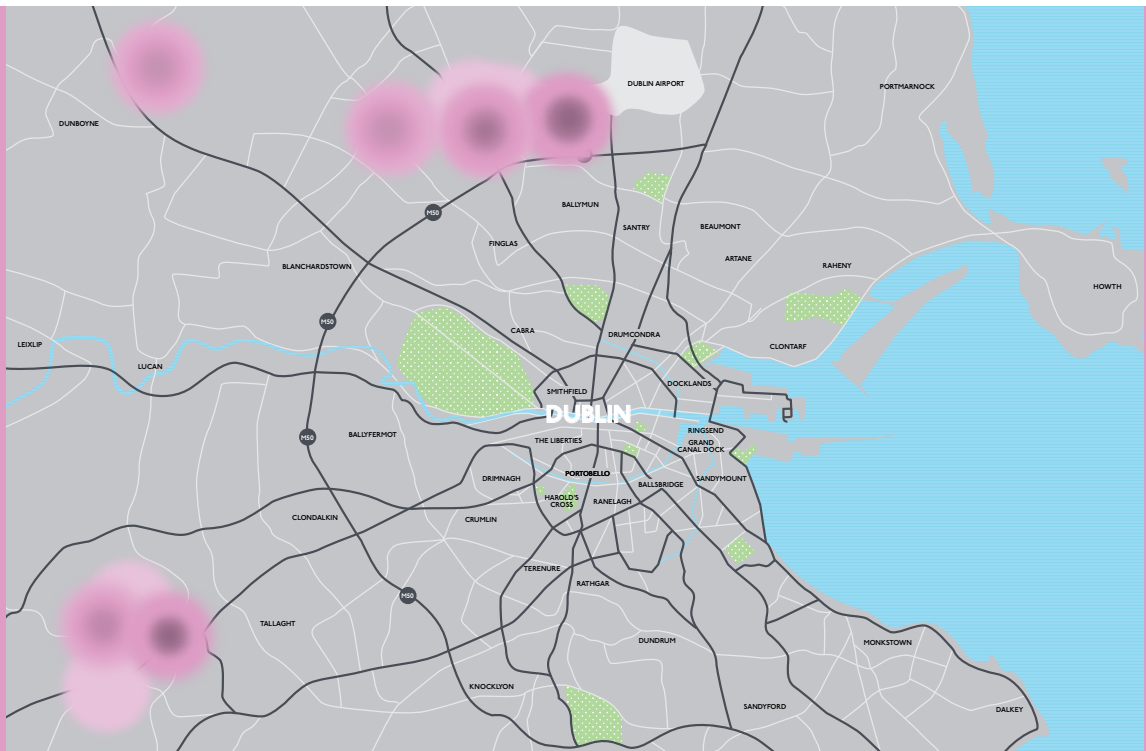 DUBLIN AIRPORT
PORTMARNOCK
DUNBOYNE
BALLYMUN
M50
SANTRY
BEAUMONT
FINGLAS
ARTANE
BLANCHARDSTOWN
RAHENY
HOWTH
M50
CABRA
DRUMCONDRA
LEIXLIP
CLONTARF
LUCAN
DOCKLANDS
SMITHFIELD
DUBLIN
RINGSEND
M50
BALLYFERMOT
THE LIBERTIES
GRAND
CANAL DOCK
PORTOBELLO
DRIMNAGH
BALLSBRIDGE
SANDYMOUNT
HAROLD'S
CROSS
RANELAGH
CLONDALKIN
CRUMLIN
TERENURE
RATHGAR
M50
TALLAGHT
DUNDRUM
MONKSTOWN
KNOCKLYON
SANDYFORD
DALKEY